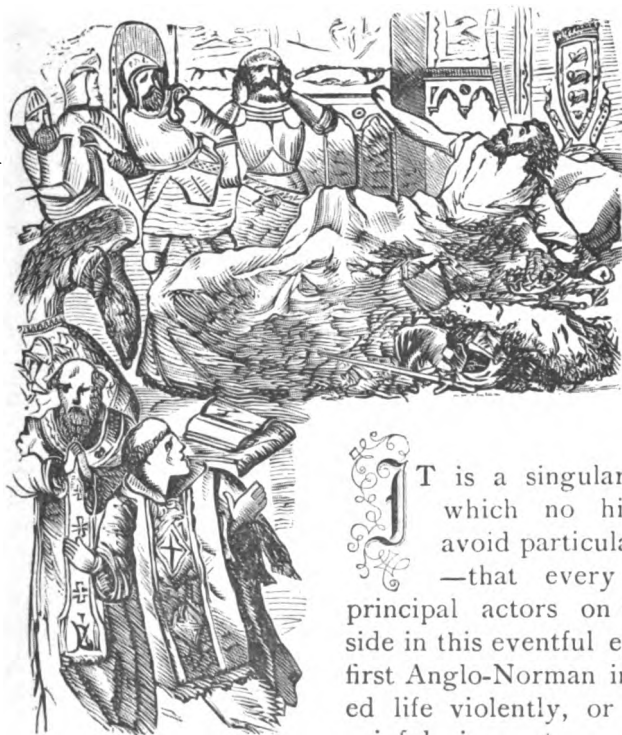 IT is a singular
which no hi
avoid particula
—that every
principal actors on
side in this eventful e
first Anglo-Norman in
ed life violently, or